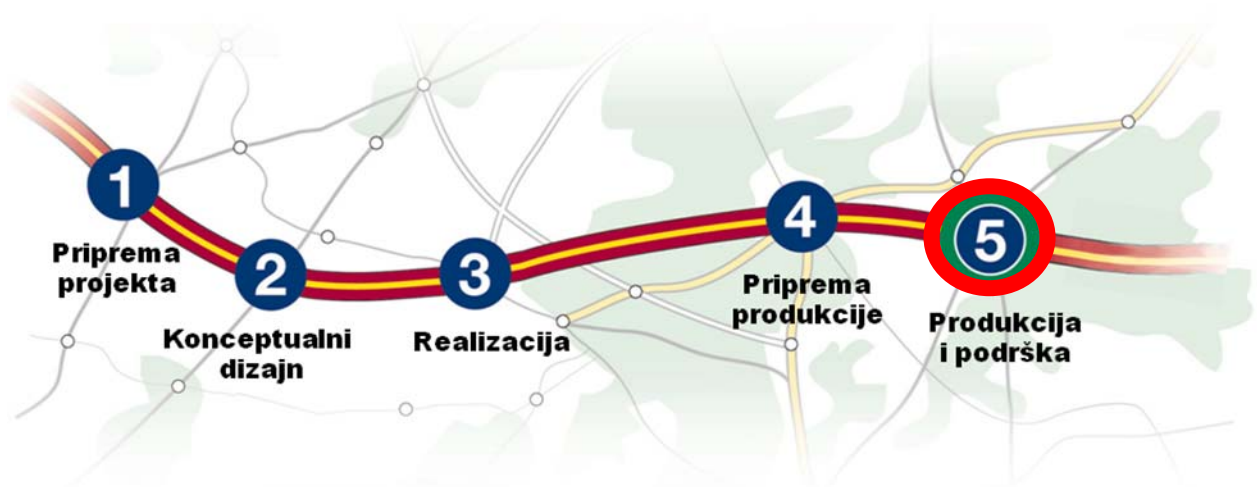 1
Priprema
projekta
2
Konceptualni
dizajn
3
Realizacija
4
Priprema
produkcije
5
Produkcija
i podrška